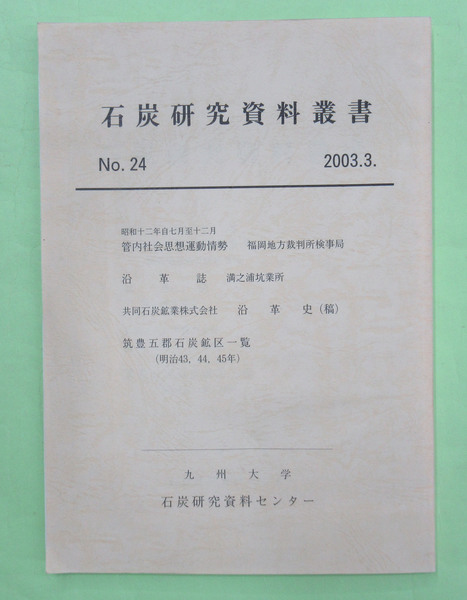 石炭研究資料叢書
No. 24 2003.3.
昭和十二年自七月至十二月
管内社会思想運動情勢 福岡地方裁判所検事局
沿革誌 満之浦坑業所
共同石炭鉱業株式会社 沿革史(稿)
筑豊五郡石炭鉱区一覧
(明治43, 44, 45年)
九州大学
石炭研究資料センター